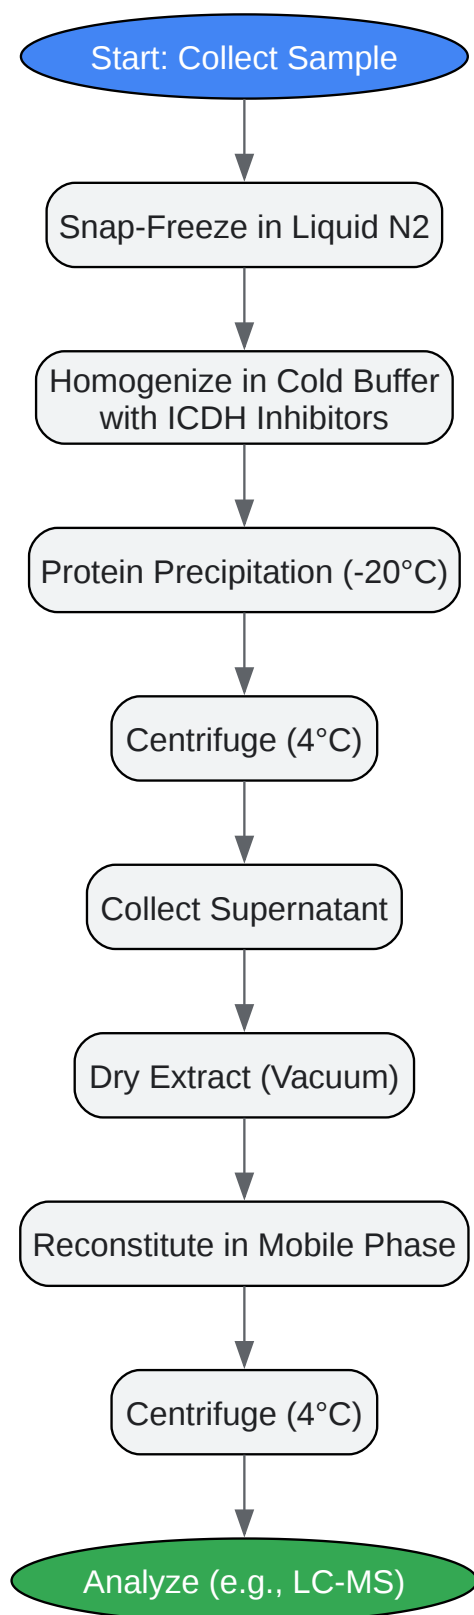 Start: Collect Sample
Snap-Freeze in Liquid N2
Homogenize in Cold Buffer
with ICDH Inhibitors
Protein Precipitation (-20°C)
Centrifuge (4°C)
Collect Supernatant
Dry Extract (Vacuum)
Reconstitute in Mobile Phase
Centrifuge (4°C)
Analyze (e.g., LC-MS)